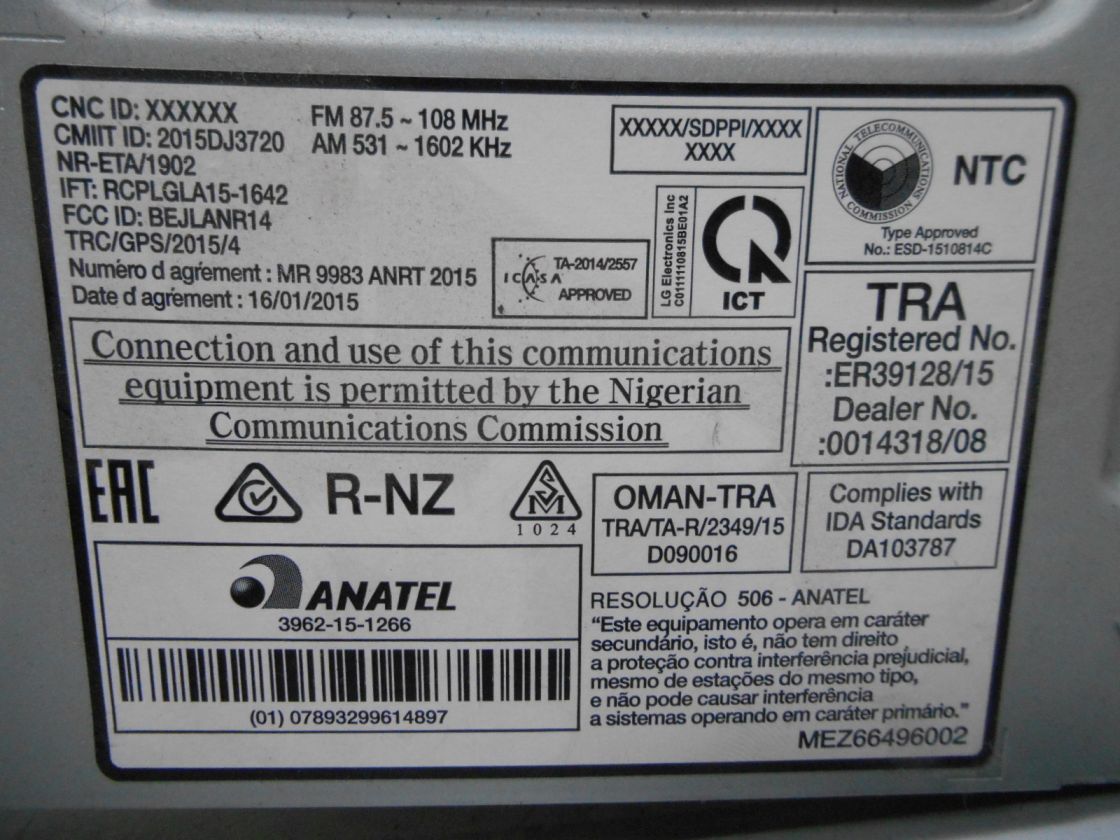 CNC ID: XXXXXX
CMIIT ID: 2015DJ3720
NR-ETA/1902
IFT: RCPLGLA15-1642
FCC ID: BEJLANR14
TRC/GPS/2015/4
Numéro d agrément : MR 9983 ANRT 2015
Date d agrément : 16/01/2015
FM 87.5 ~ 108 MHz
AM 531 ~ 1602 KHz
XXXXX/SDPPI/XXXX
XXXX
NATIONAL TELECOMMUNICATIONS COMMISSION
NTC
Type Approved
No.: ESD-1510814C
ICASA
TA-2014/2557
APPROVED
LG Electronics Inc
C0111110815BE01A2
ICT
TRA
Registered No.
:ER39128/15
Dealer No.
:0014318/08
Connection and use of this communications
equipment is permitted by the Nigerian
Communications Commission
EAC
R-NZ
SM
1024
OMAN-TRA
TRA/TA-R/2349/15
D090016
Complies with
IDA Standards
DA103787
ANATEL
3962-15-1266
(01) 07893299614897
RESOLUÇÃO 506 - ANATEL
“Este equipamento opera em caráter
secundário, isto é, não tem direito
a proteção contra interferência prejudicial,
mesmo de estações do mesmo tipo,
e não pode causar interferência
a sistemas operando em caráter primário.”
MEZ66496002